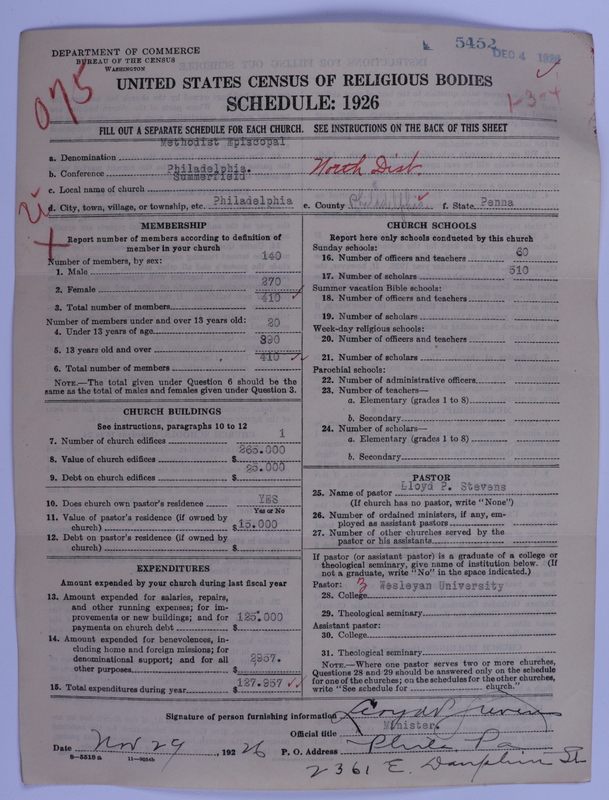 5452
DEC 4 1926
DEPARTMENT OF COMMERCE
BUREAU OF THE CENSUS
WASHINGTON
075
UNITED STATES CENSUS OF RELIGIOUS BODIES
SCHEDULE: 1926
1-3
FILL OUT A SEPARATE SCHEDULE FOR EACH CHURCH. SEE INSTRUCTIONS ON THE BACK OF THIS SHEET
a. Denomination Methodist Episcopal
b. Conference Philadelphia. North Dist.
c. Local name of church Summerfield
d. City, town, village, or township, etc. Philadelphia e. County Phila f. State Penna
MEMBERSHIP
Report number of members according to definition of member in your church
Number of members, by sex:
1. Male 140
2. Female 270
3. Total number of members 410
Number of members under and over 13 years old:
4. Under 13 years of age 20
5. 13 years old and over 390
6. Total number of members 410
NOTE.—The total given under Question 6 should be the same as the total of males and females given under Question 3.
CHURCH BUILDINGS
See instructions, paragraphs 10 to 12
7. Number of church edifices 1
8. Value of church edifices $265.000
9. Debt on church edifices $25.000
10. Does church own pastor's residence YES
Yes or No
11. Value of pastor's residence (if owned by church) $15.000
12. Debt on pastor's residence (if owned by church) $
EXPENDITURES
Amount expended by your church during last fiscal year
13. Amount expended for salaries, repairs, and other running expenses; for improvements or new buildings; and for payments on church debt $125.000
14. Amount expended for benevolences, including home and foreign missions; for denominational support; and for all other purposes $2957.
15. Total expenditures during year $127.957
CHURCH SCHOOLS
Report here only schools conducted by this church
Sunday schools:
16. Number of officers and teachers 60
17. Number of scholars 510
Summer vacation Bible schools:
18. Number of officers and teachers
19. Number of scholars
Week-day religious schools:
20. Number of officers and teachers
21. Number of scholars
Parochial schools:
22. Number of administrative officers
23. Number of teachers—
a. Elementary (grades 1 to 8)
b. Secondary
24. Number of scholars—
a. Elementary (grades 1 to 8)
b. Secondary
PASTOR
25. Name of pastor Lloyd P. Stevens
(If church has no pastor, write "None")
26. Number of ordained ministers, if any, employed as assistant pastors
27. Number of other churches served by the pastor or his assistants
If pastor (or assistant pastor) is a graduate of a college or theological seminary, give name of institution below. (If not a graduate, write "No" in the space indicated.)
Pastor:
28. College Wesleyan University
29. Theological seminary
Assistant pastor:
30. College
31. Theological seminary
NOTE.—Where one pastor serves two or more churches, Questions 28 and 29 should be answered only on the schedule for one of the churches; on the schedules for the other churches, write "See schedule for church."
Signature of person furnishing information Lloyd P. Stevens
Official title Minister.
Date Nov 29, 1926 P. O. Address Phila Pa
2361 E. Dauphin St
8—5510 a 11—9204b